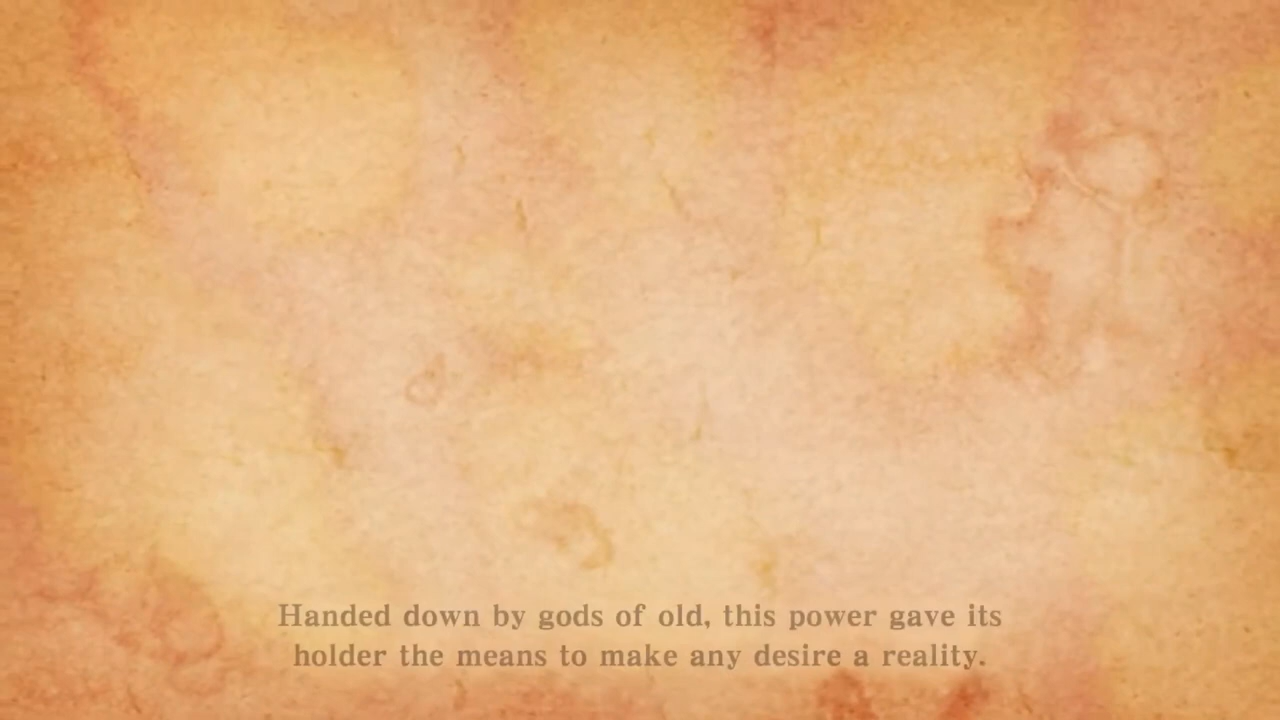 Handed down by gods of old, this power gave its
holder the means to make any desire a reality.